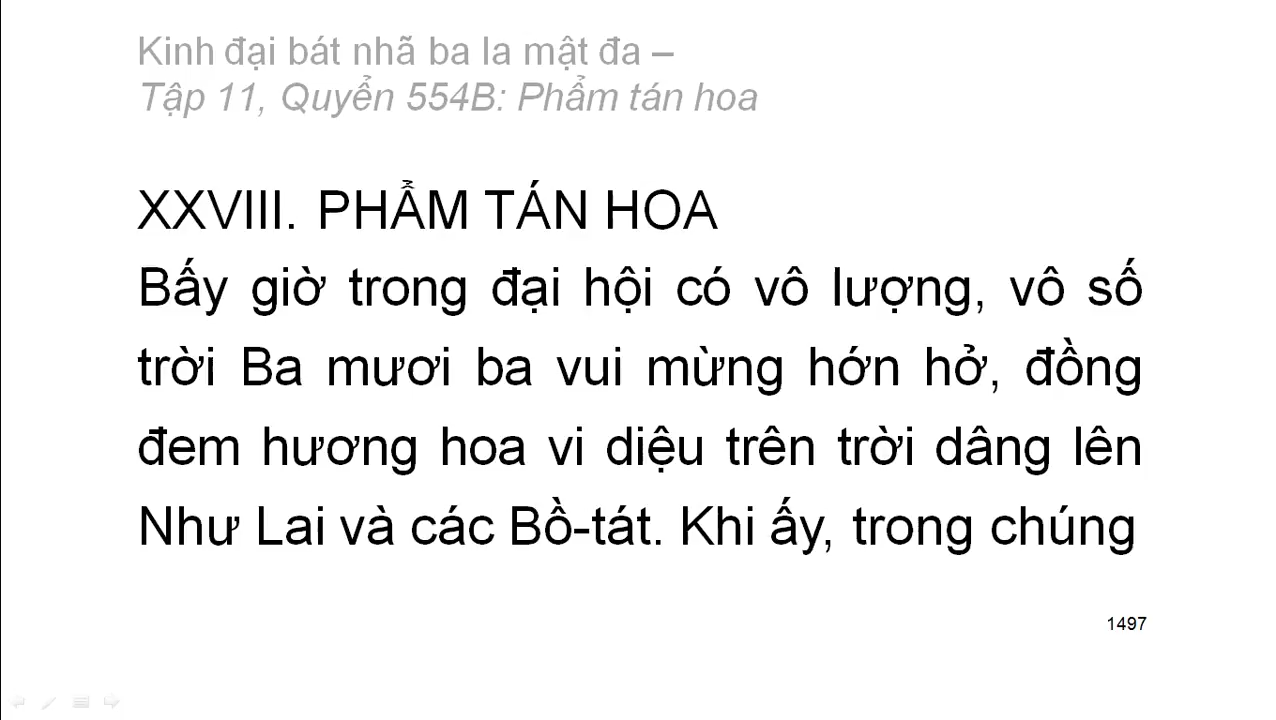 Kinh đại bát nhã ba la mật đa –
Tập 11, Quyển 554B: Phẩm tán hoa
XXVIII. PHẨM TÁN HOA
Bấy giờ trong đại hội có vô lượng, vô số
trời Ba mươi ba vui mừng hớn hở, đồng
đem hương hoa vi diệu trên trời dâng lên
Như Lai và các Bồ-tát. Khi ấy, trong chúng
1497